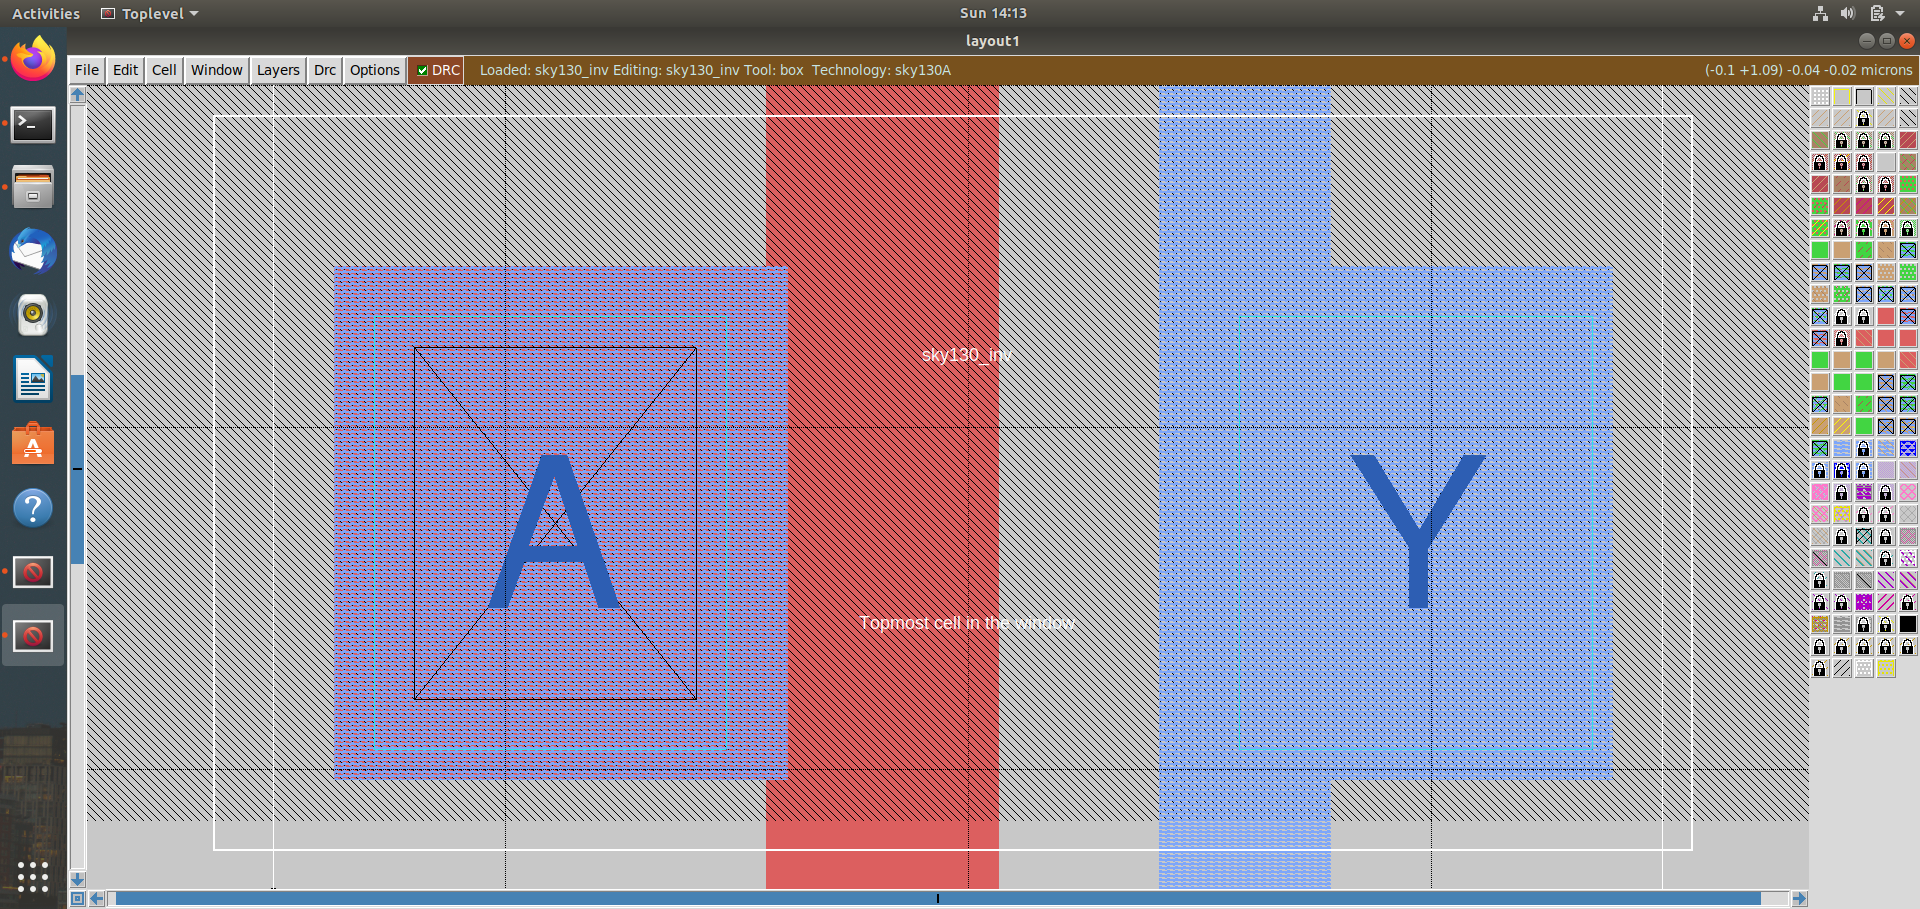 Activities Toplevel Sun 14:13
layout1
File Edit Cell Window Layers Drc Options DRC Loaded: sky130_inv Editing: sky130_inv Tool: box Technology: sky130A (-0.1 +1.09) -0.04 -0.02 microns
sky130_inv
A Y
Topmost cell in the window